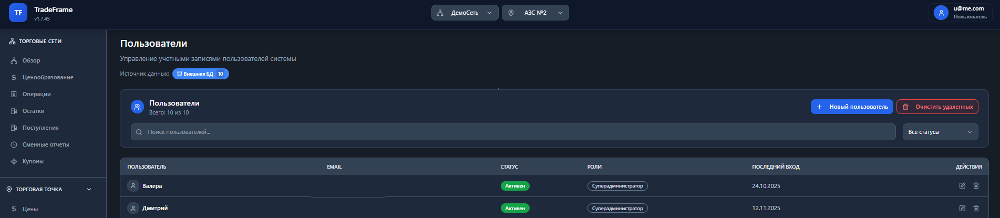 TF
TradeFrame
v1.7.45
ДемоСеть
АЗС №2
u@me.com
Пользователь
ТОРГОВЫЕ СЕТИ
Обзор
Ценообразование
Операции
Остатки
Поступления
Сменные отчеты
Купоны
ТОРГОВАЯ ТОЧКА
Цены
Пользователи
Управление учетными записями пользователей системы
Источник данных: Внешняя БД 10
Пользователи
Всего: 10 из 10
Новый пользователь
Очистить удаленных
Поиск пользователей...
Все статусы
ПОЛЬЗОВАТЕЛЬ EMAIL СТАТУС РОЛИ ПОСЛЕДНИЙ ВХОД ДЕЙСТВИЯ
Валера Активен Суперадминистратор 24.10.2025
Дмитрий Активен Суперадминистратор 12.11.2025